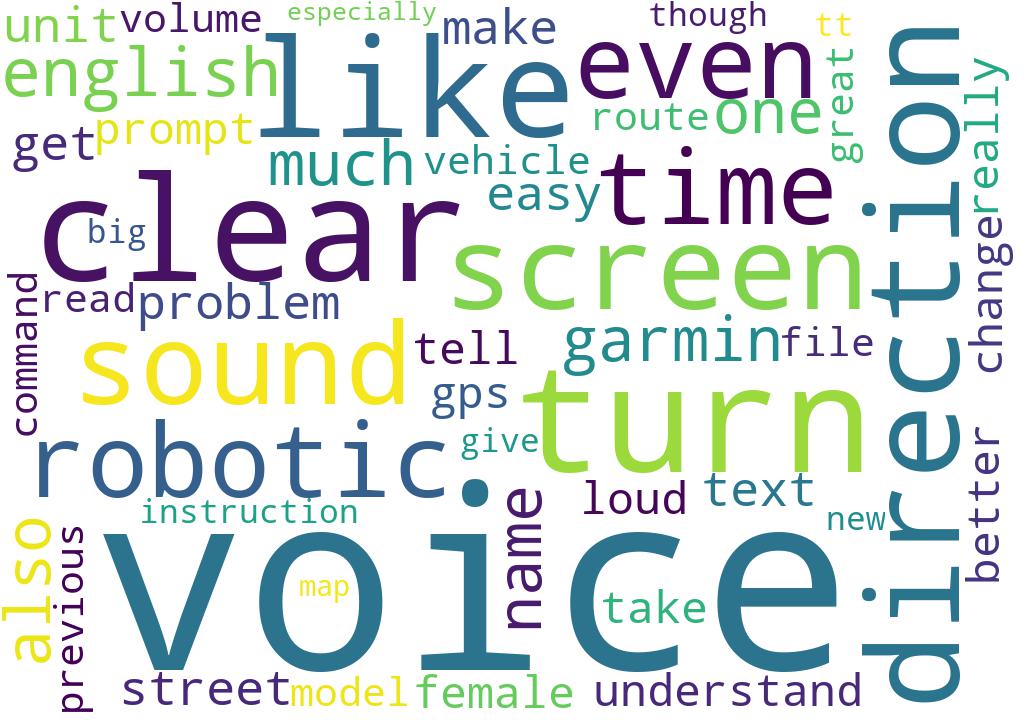 especially
though
tt
unit
volume
make
like
even
english
great
direction
really
route
one
get
prompt
much
vehicle
easy
time
clear
big
screen
change
command
read
problem
garmin
file
sound
tell
gps
turn
robotic
give
better
name
loud
text
new
instruction
also
previous
voice
map
take
street
model
female
understand